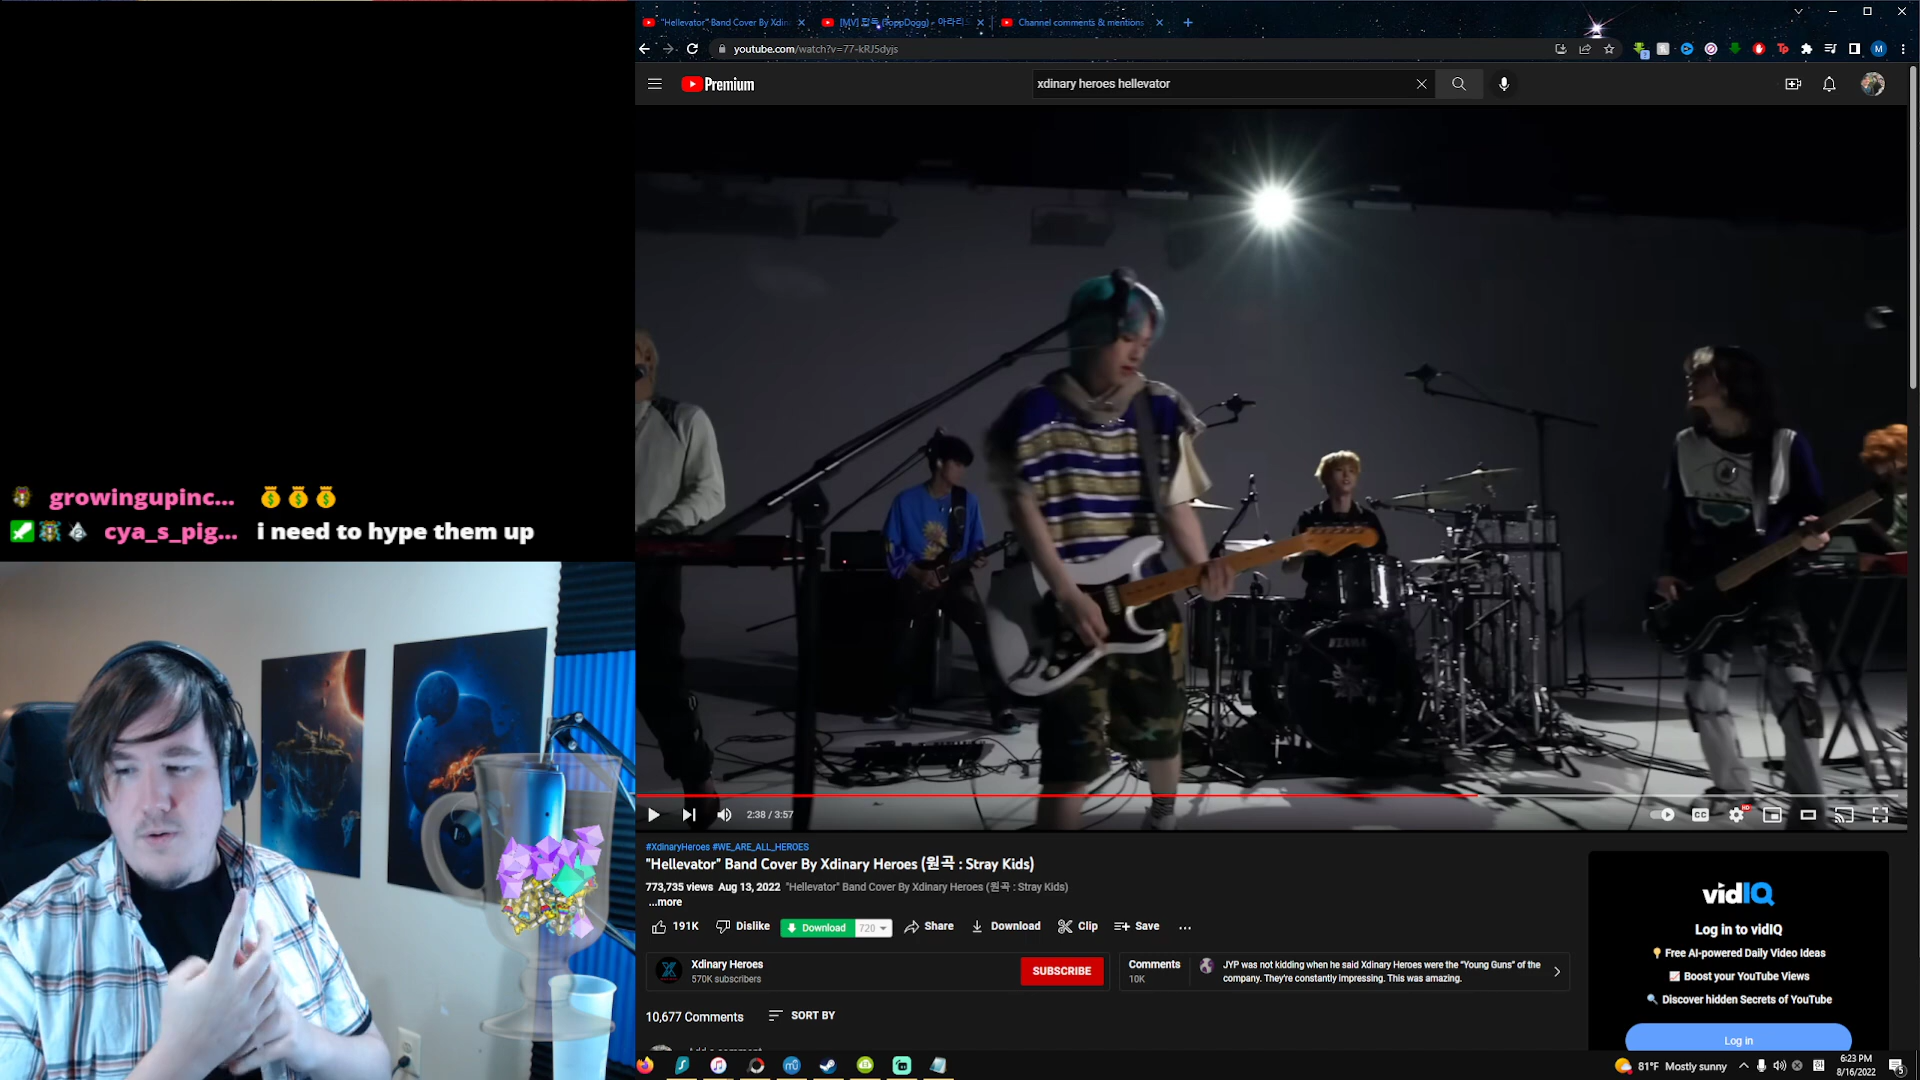 "Hellevator" Band Cover By Xdin
[MV] 탑독 (ToppDogg) - 아라리
Channel comments & mentions
youtube.com/watch?v=77-kRJ5dyjs
Premium
xdinary heroes hellevator
growingupinc...
cya_s_pig... i need to hype them up
TAMA
2:38 / 3:57
CC
HD
#XdinaryHeroes #WE_ARE_ALL_HEROES
"Hellevator" Band Cover By Xdinary Heroes (원곡 : Stray Kids)
773,735 views Aug 13, 2022 "Hellevator" Band Cover By Xdinary Heroes (원곡 : Stray Kids)
...more
191K Dislike Download 720 Share Download Clip Save ...
Xdinary Heroes
570K subscribers
SUBSCRIBE
Comments
10K
JYP was not kidding when he said Xdinary Heroes were the "Young Guns" of the
company. They're constantly impressing. This was amazing.
10,677 Comments SORT BY
vidIQ
Log in to vidIQ
Free AI-powered Daily Video Ideas
Boost your YouTube Views
Discover hidden Secrets of YouTube
Log in
81°F Mostly sunny
6:23 PM
8/16/2022